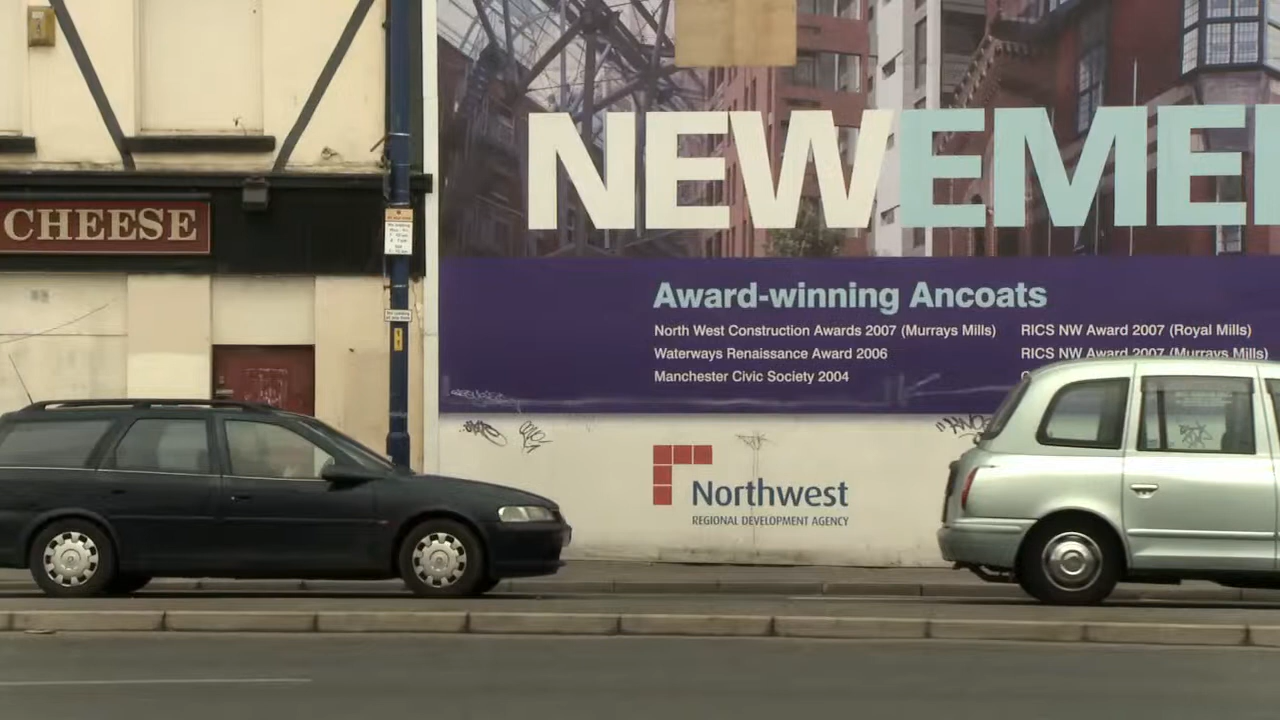 CHEESE
NEWEME
Award-winning Ancoats
North West Construction Awards 2007 (Murrays Mills)
Waterways Renaissance Award 2006
Manchester Civic Society 2004
RICS NW Award 2007 (Royal Mills)
RICS NW Award 2007 (Murrays Mills)
Northwest
REGIONAL DEVELOPMENT AGENCY